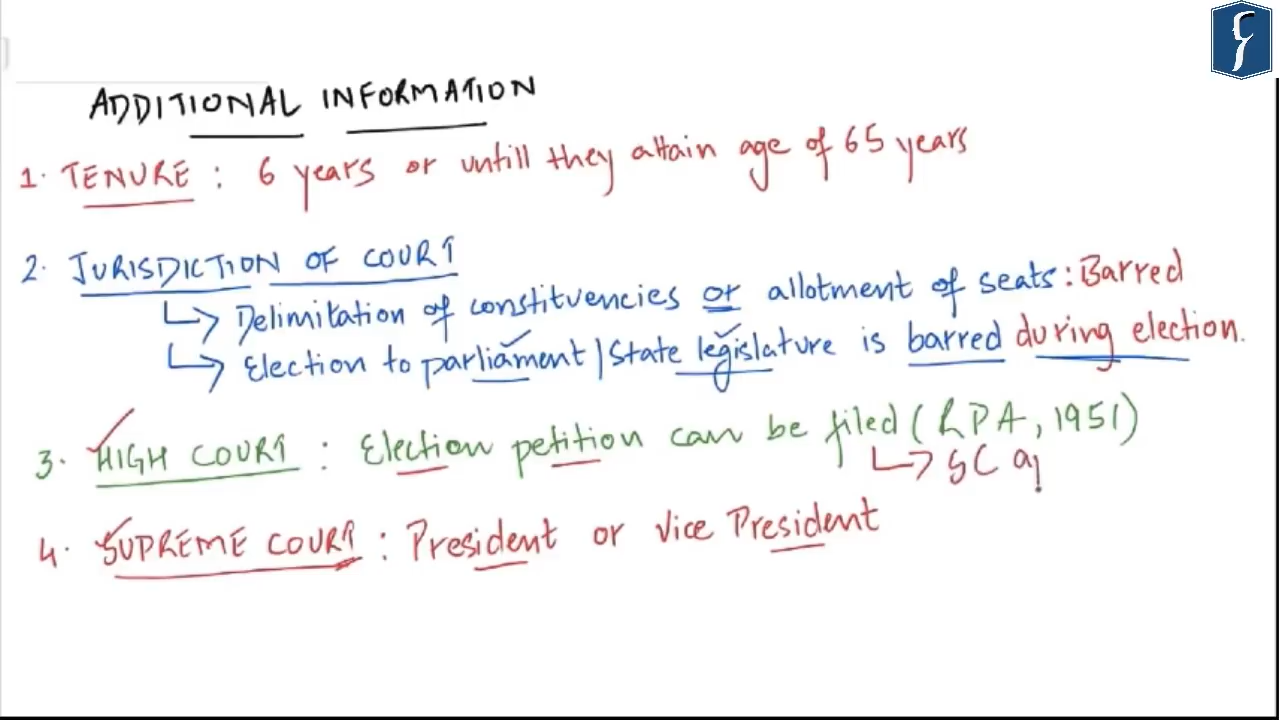 ADDITIONAL INFORMATION
1. TENURE : 6 years or untill they attain age of 65 years
2. JURISDICTION OF COURT
↳ Delimitation of constituencies or allotment of seats : Barred
↳ Election to parliament / State legislature is barred during election.
3. HIGH COURT : Election petition can be filed (RPA, 1951)
↳ SC
4. SUPREME COURT : President or vice President